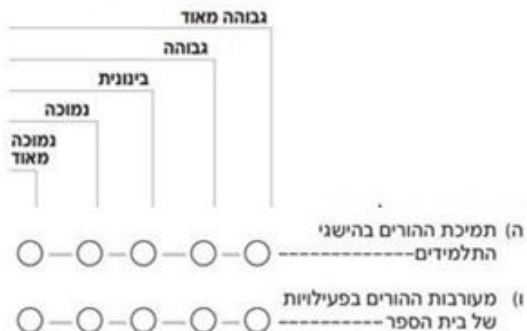 גבוהה מאוד
גבוהה
בינונית
נמוכה
נמוכה
מאוד
ה) תמיכת ההורים בהישגי
התלמידים
ו) מעורבות ההורים בפעילויות
של בית הספר